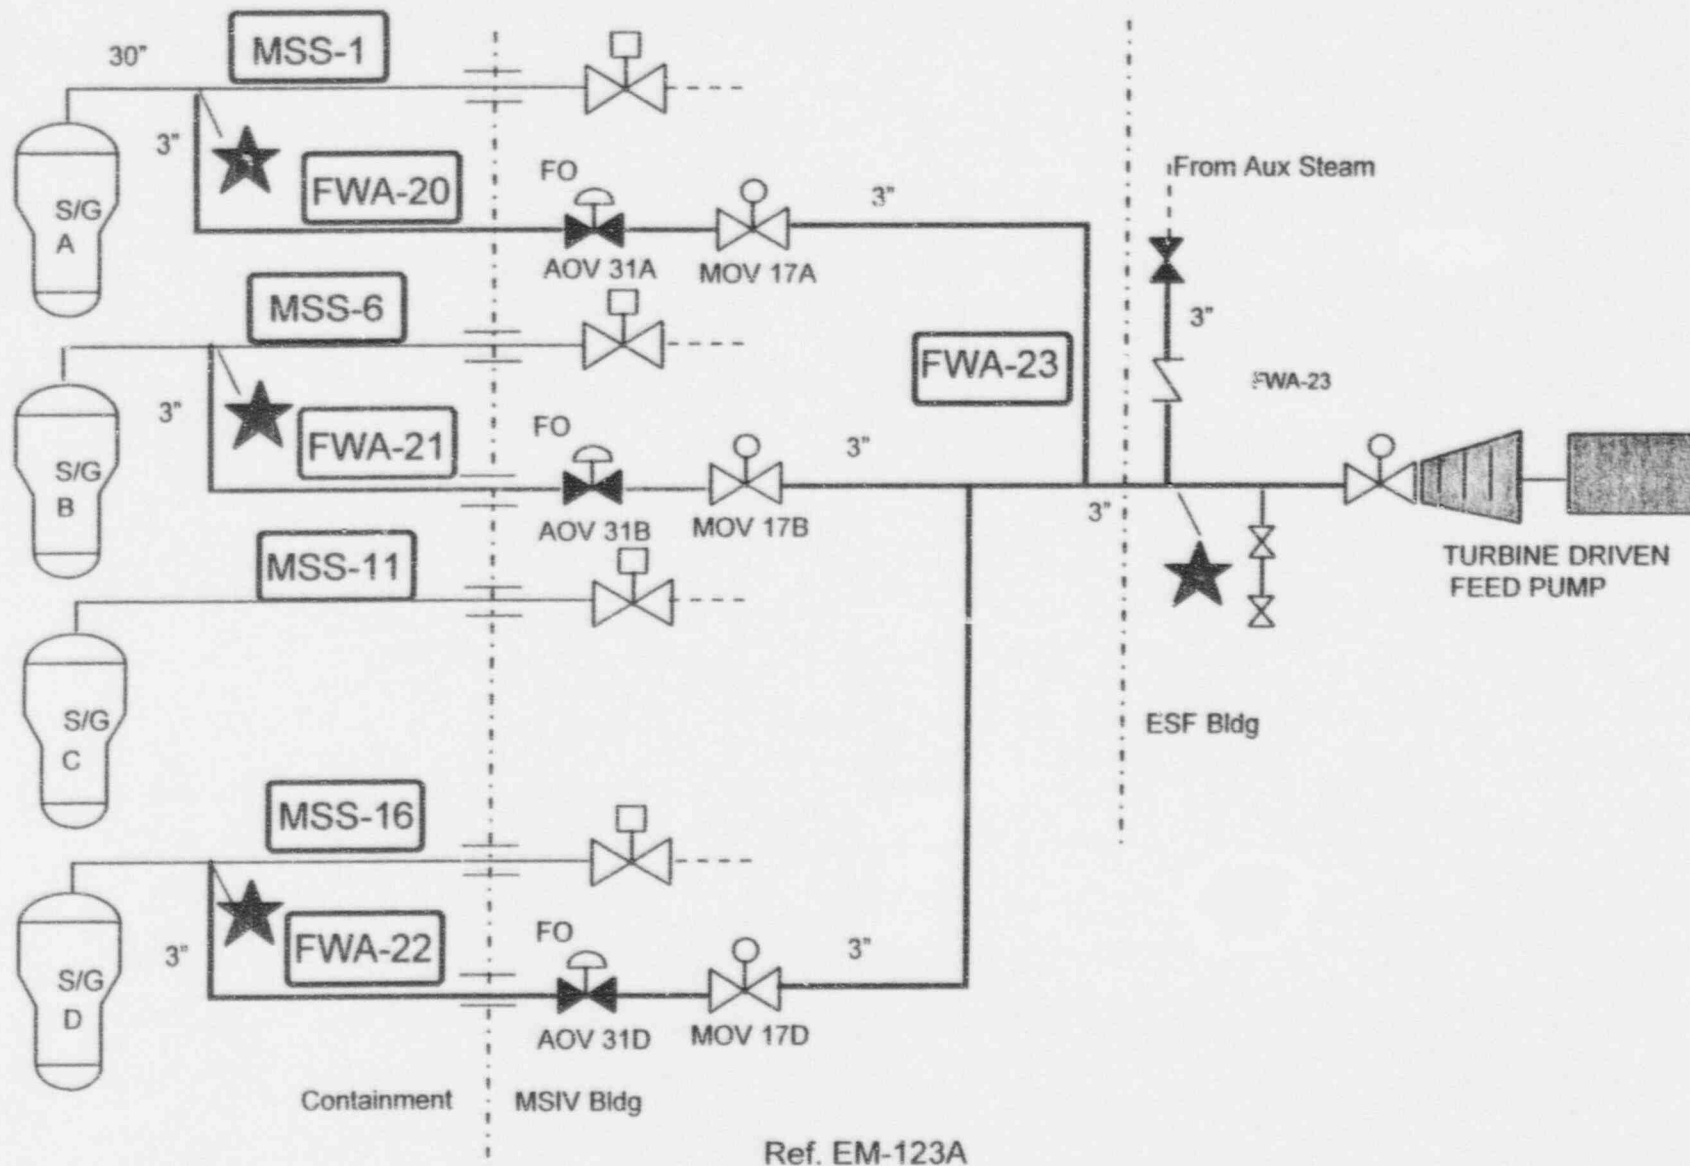 30"
MSS-1
3"
FWA-20
FO
3"
From Aux Steam
S/G
A
AOV 31A
MOV 17A
MSS-6
3"
FWA-23
FWA-23
3"
FWA-21
FO
3"
S/G
B
AOV 31B
MOV 17B
3"
MSS-11
TURBINE DRIVEN
FEED PUMP
S/G
C
ESF Bldg
MSS-16
3"
FWA-22
FO
3"
S/G
D
AOV 31D
MOV 17D
Containment
MSIV Bldg
Ref. EM-123A